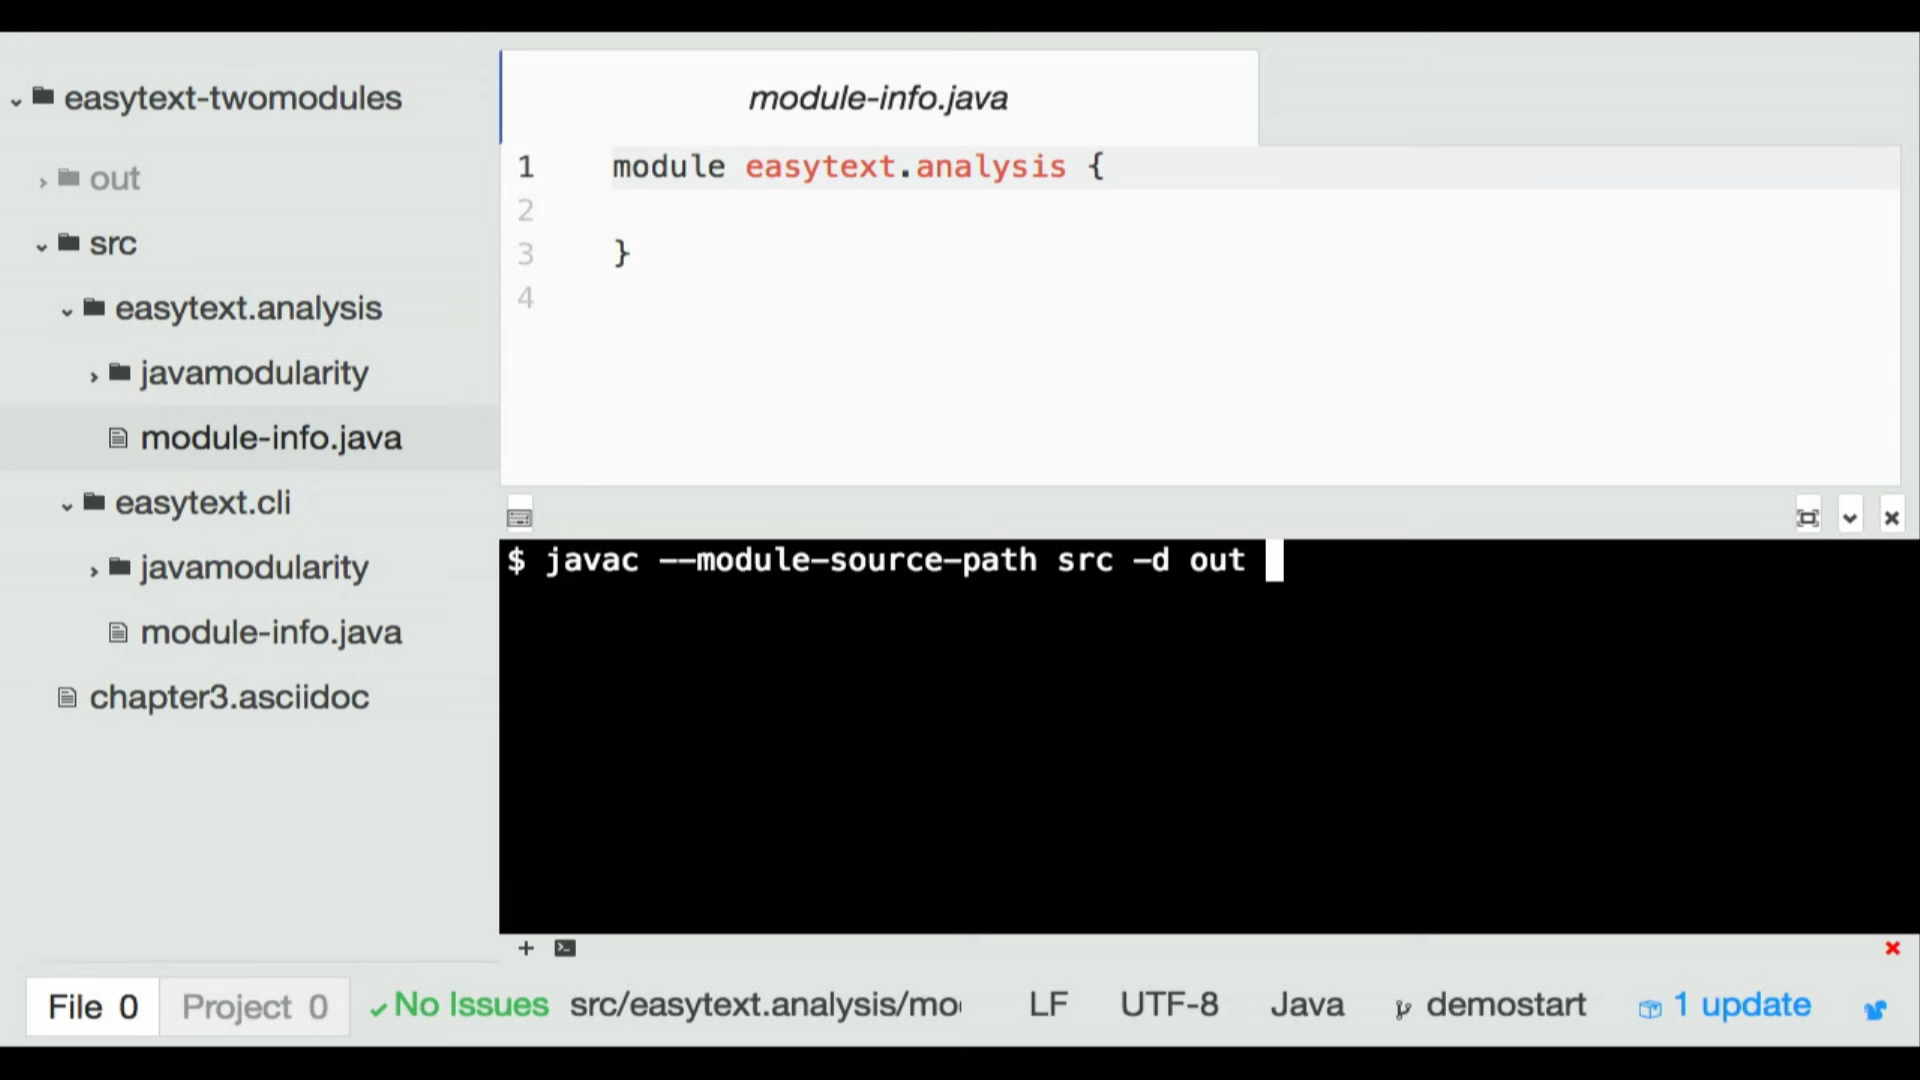 easytext-twomodules
out
src
easytext.analysis
javamodularity
module-info.java
easytext.cli
javamodularity
module-info.java
chapter3.asciidoc
module-info.java
1 module easytext.analysis {
2
3 }
4
$ javac --module-source-path src -d out
File 0 Project 0 No Issues src/easytext.analysis/mo LF UTF-8 Java demostart 1 update